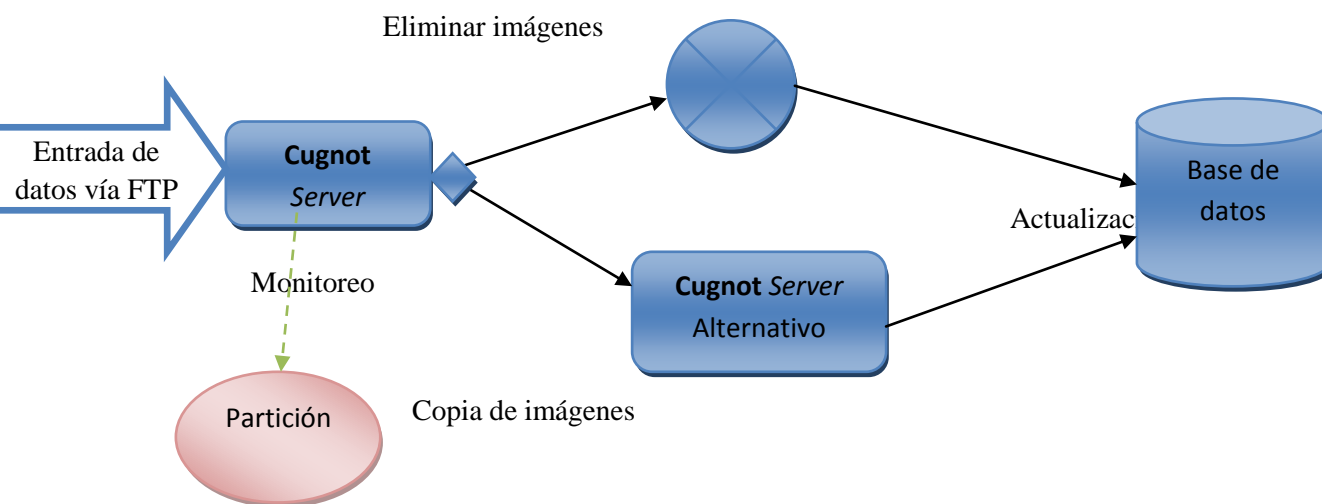 Eliminar imágenes
Entrada de
datos vía FTP
Cugnot
Server
Base de
datos
Actualizac
Monitoreo
Cugnot Server
Alternativo
Partición
Copia de imágenes